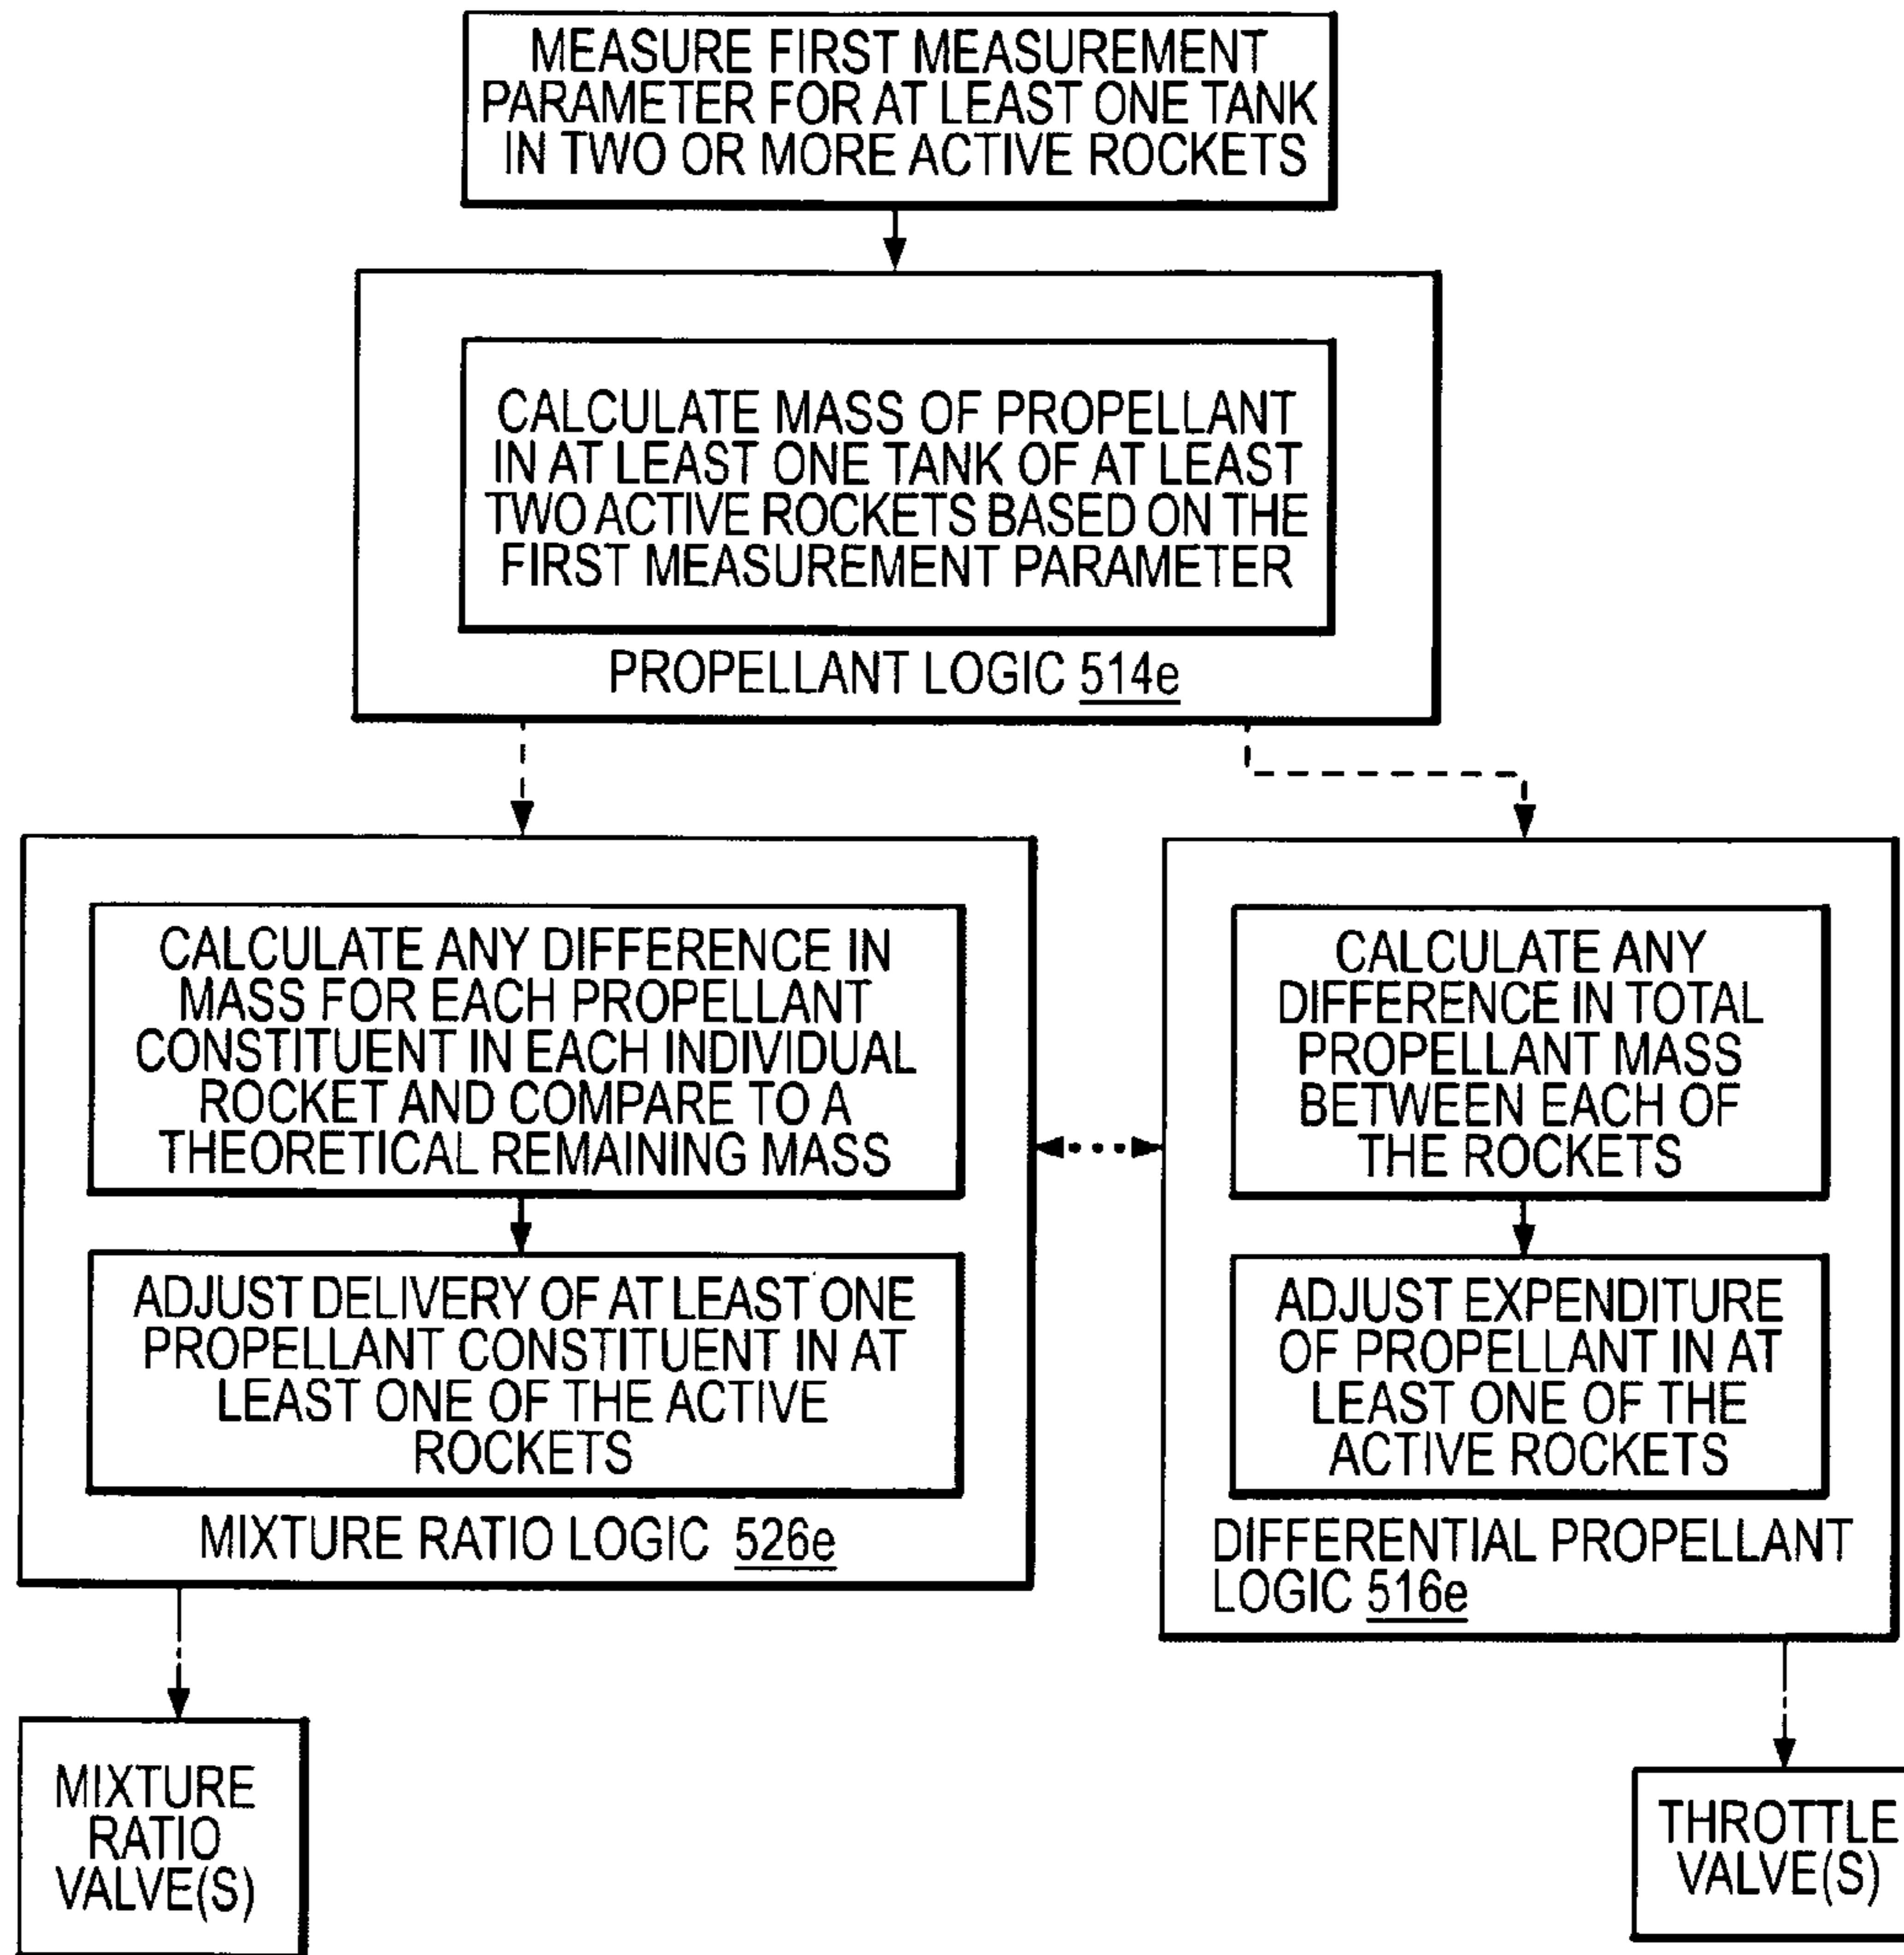 MEASURE FIRST MEASUREMENT
PARAMETER FOR AT LEAST ONE TANK
IN TWO OR MORE ACTIVE ROCKETS
CALCULATE MASS OF PROPELLANT
IN AT LEAST ONE TANK OF AT LEAST
TWO ACTIVE ROCKETS BASED ON THE
FIRST MEASUREMENT PARAMETER
PROPELLANT LOGIC 514e
CALCULATE ANY DIFFERENCE IN
MASS FOR EACH PROPELLANT
CONSTITUENT IN EACH INDIVIDUAL
ROCKET AND COMPARE TO A
THEORETICAL REMAINING MASS
ADJUST DELIVERY OF AT LEAST ONE
PROPELLANT CONSTITUENT IN AT
LEAST ONE OF THE ACTIVE
ROCKETS
MIXTURE RATIO LOGIC 526e
CALCULATE ANY
DIFFERENCE IN TOTAL
PROPELLANT MASS
BETWEEN EACH OF
THE ROCKETS
ADJUST EXPENDITURE
OF PROPELLANT IN AT
LEAST ONE OF THE
ACTIVE ROCKETS
DIFFERENTIAL PROPELLANT
LOGIC 516e
MIXTURE
RATIO
VALVE(S)
THROTTLE
VALVE(S)